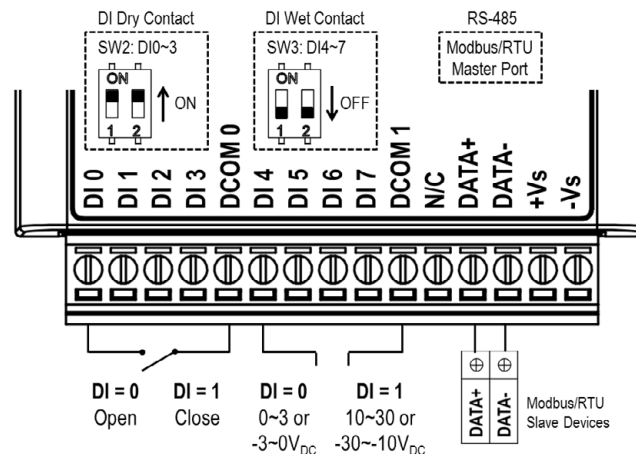 DI Dry Contact
SW2: DI0~3
ON
ON
1 2
DI Wet Contact
SW3: DI4~7
ON
OFF
1 2
RS-485
Modbus/RTU
Master Port
DI 0
DI 1
DI 2
DI 3
DCOM 0
DI 4
DI 5
DI 6
DI 7
DCOM 1
N/C
DATA+
DATA-
+Vs
-Vs
DI = 0
Open
DI = 1
Close
DI = 0
0~3 or
-3~0VDC
DI = 1
10~30 or
-30~-10VDC
DATA+
DATA-
Modbus/RTU
Slave Devices